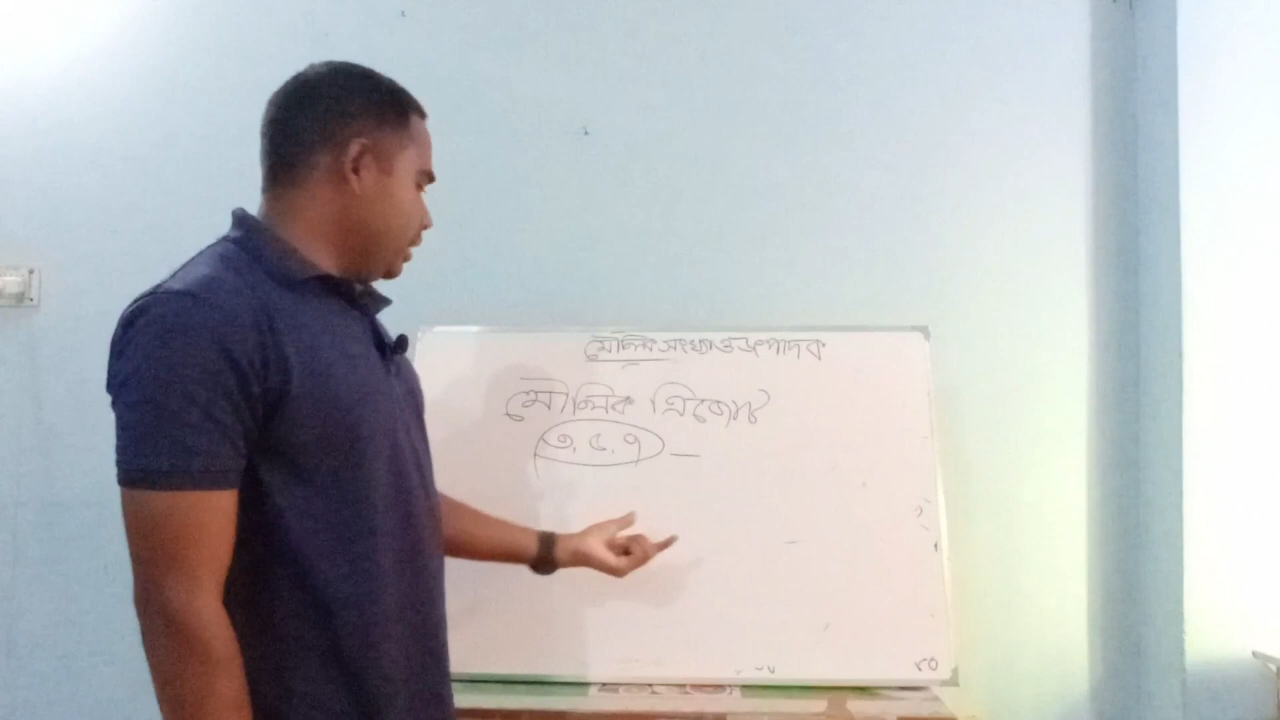 মৌলিক সংখ্যা ও উৎপাদক
মৌলিক ত্রিজোট
৩, ৫, ৭